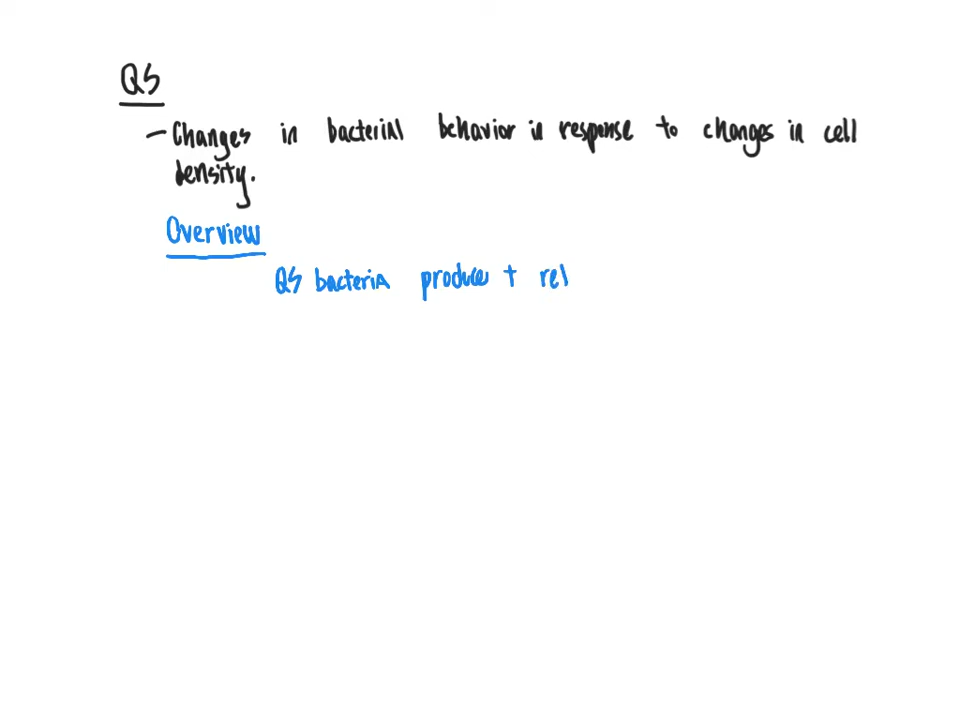 QS
- Changes in bacterial behavior in response to changes in cell
density.
Overview
QS bacteria produce + rel